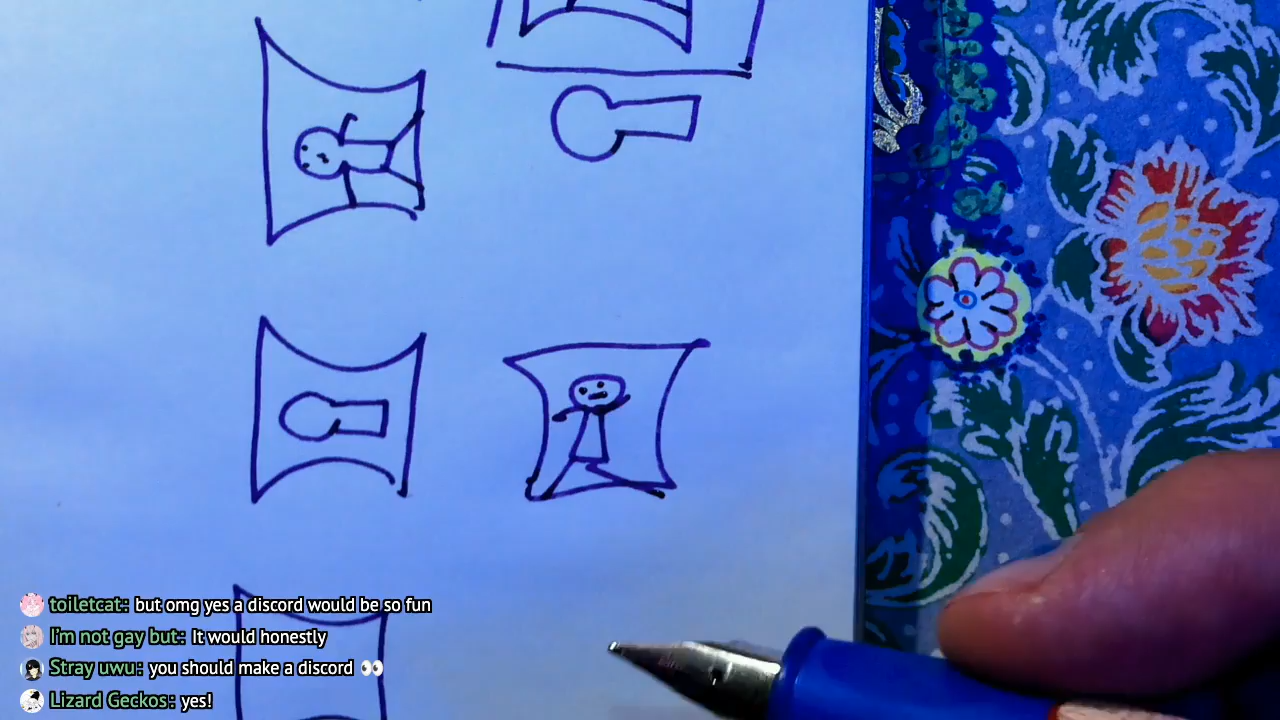 toiletcat: but omg yes a discord would be so fun
I'm not gay but: It would honestly
Stray uwu: you should make a discord 👀
Lizard Geckos: yes!